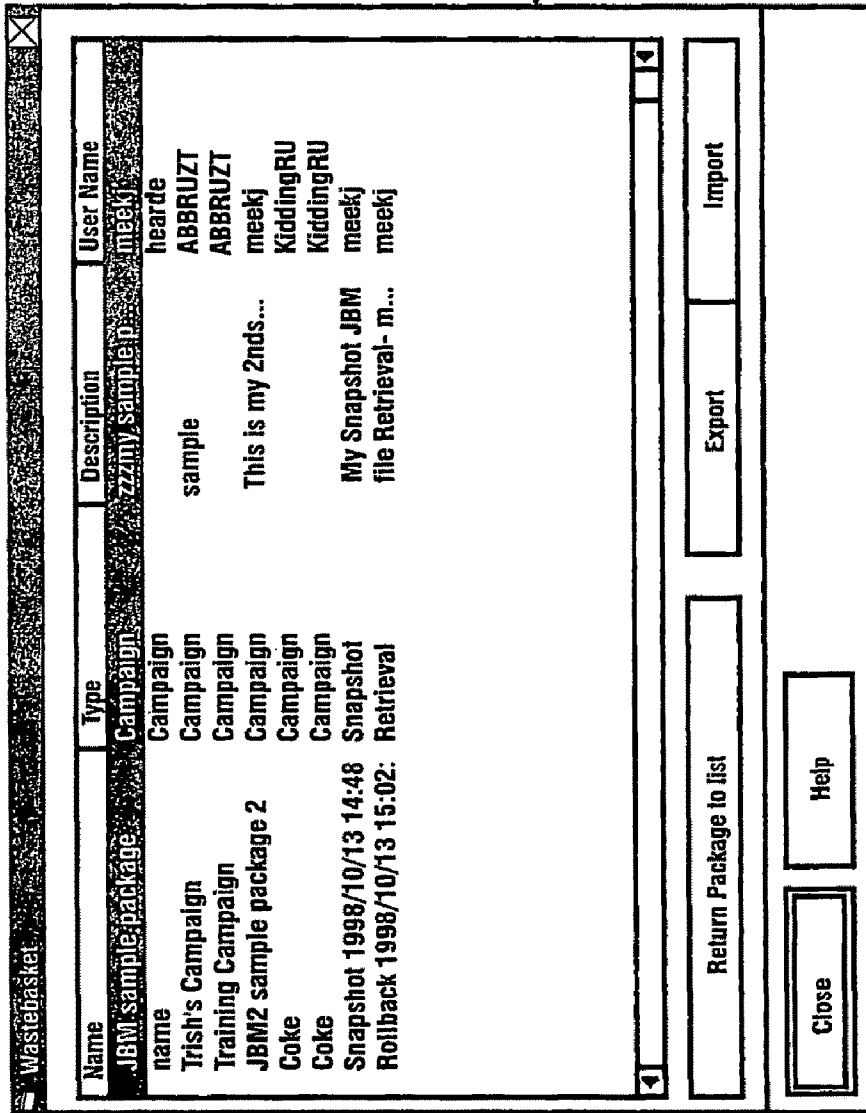 Wastebasket
Name Type Description User Name
JBM sample package Campaign zzzmy sample p... meekj
name Campaign hearde
Trish's Campaign Campaign sample ABBRUZT
Training Campaign Campaign ABBRUZT
JBM2 sample package 2 Campaign This is my 2nds... meekj
Coke Campaign KiddingRU
Coke Campaign KiddingRU
Snapshot 1998/10/13 14:48 Snapshot My Snapshot JBM meekj
Rollback 1998/10/13 15:02: Retrieval file Retrieval- m... meekj
Return Package to list Export Import
Close Help